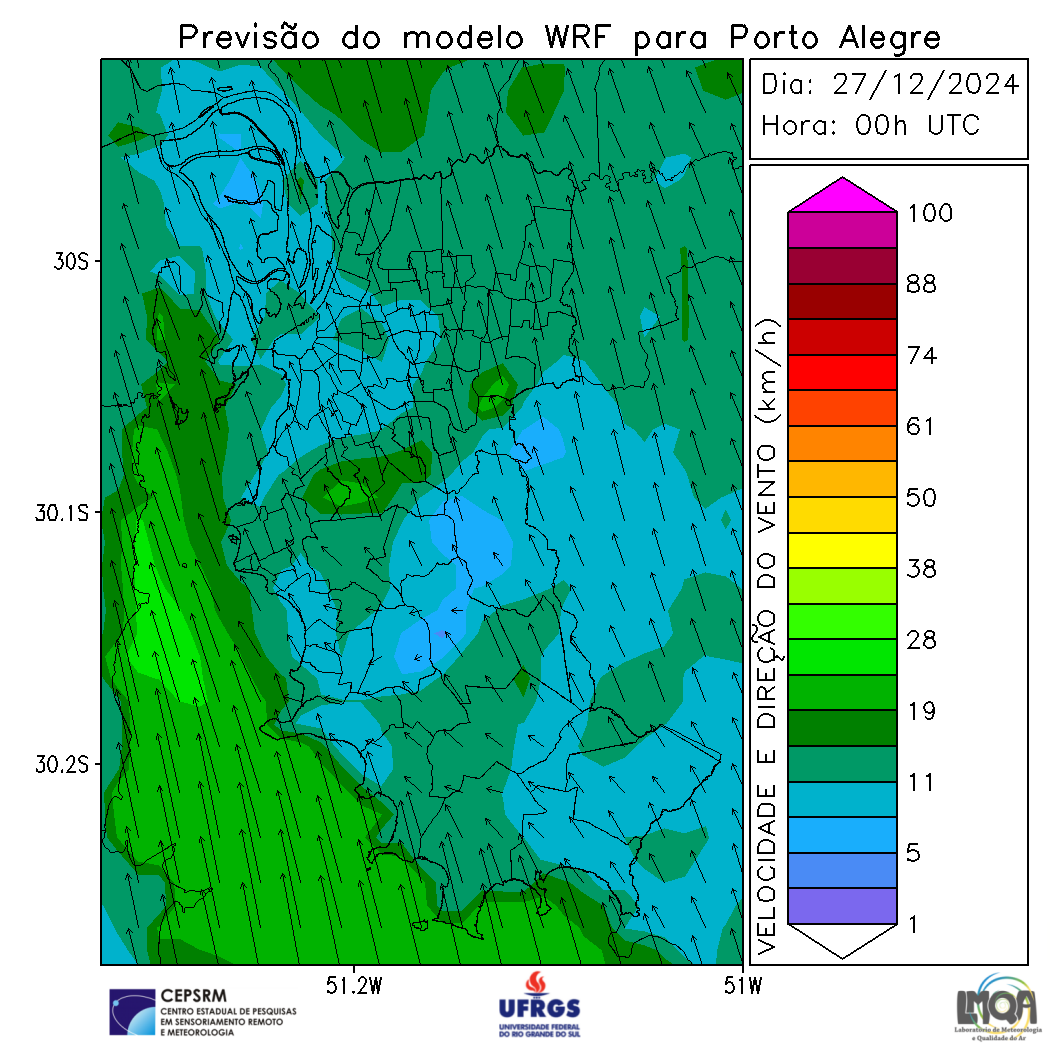 Previsão do modelo WRF para Porto Alegre
Dia: 27/12/2024
Hora: 00h UTC
30S
30.1S
30.2S
51.2W
51W
VELOCIDADE E DIREÇÃO DO VENTO (km/h)
100
88
74
61
50
38
28
19
11
5
1
CEPSRM
CENTRO ESTADUAL DE PESQUISAS
EM SENSORIAMENTO REMOTO
E METEOROLOGIA
UFRGS
UNIVERSIDADE FEDERAL
DO RIO GRANDE DO SUL
LMQA
Laboratório de Meteorologia
e Qualidade do Ar